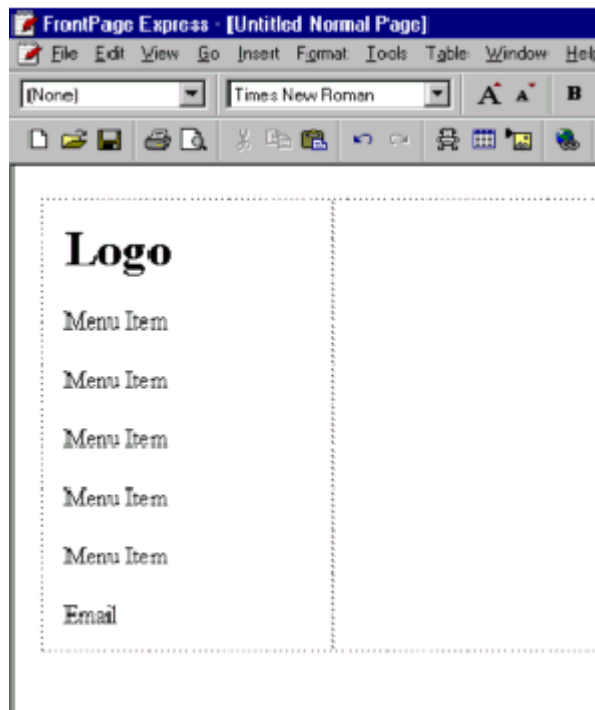 FrontPage Express - [Untitled Normal Page]
File Edit View Go Insert Format Tools Table Window Help
(None) Times New Roman A A B
Logo
Menu Item
Menu Item
Menu Item
Menu Item
Menu Item
Email